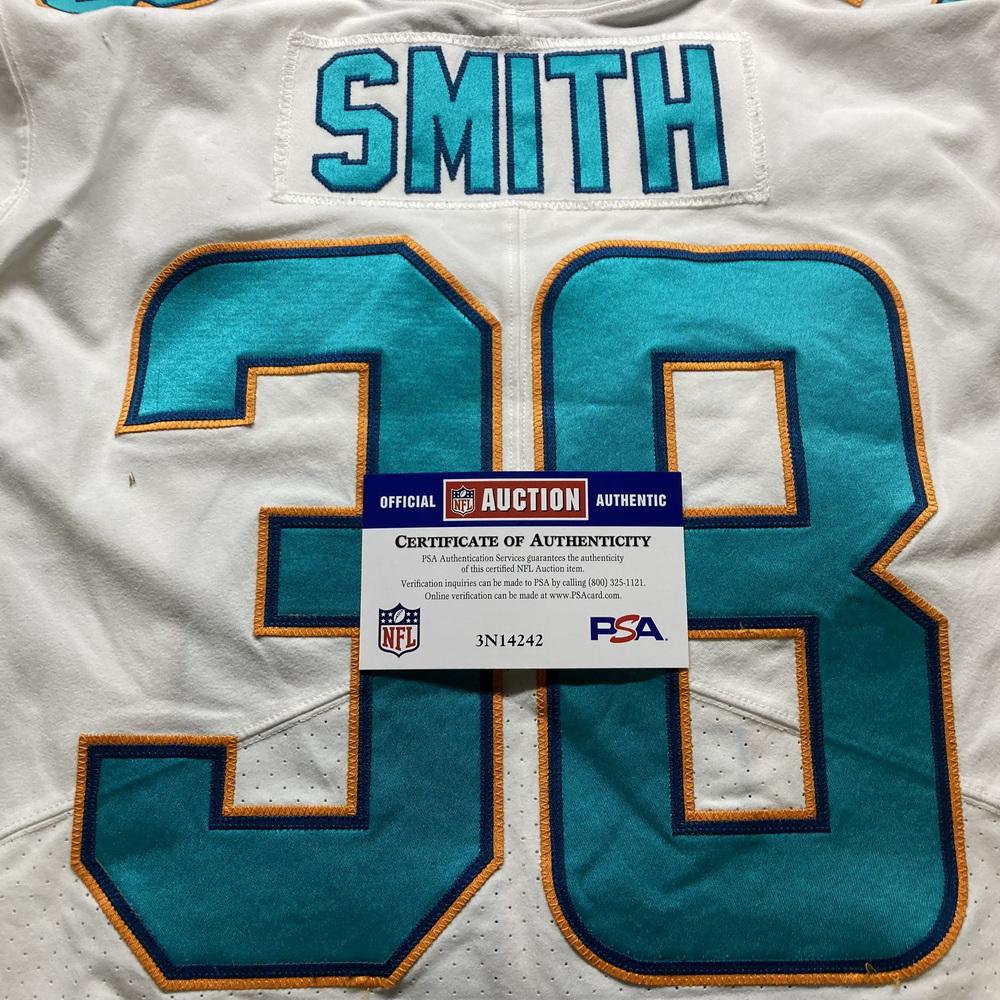 SMITH
38
OFFICIAL NFL AUCTION AUTHENTIC
CERTIFICATE OF AUTHENTICITY
PSA Authentication Services guarantees the authenticity
of this certified NFL Auction item.
Verification inquiries can be made to PSA by calling (800) 325-1121.
Online verification can be made at www.PSAcard.com.
NFL 3N14242 PSA.